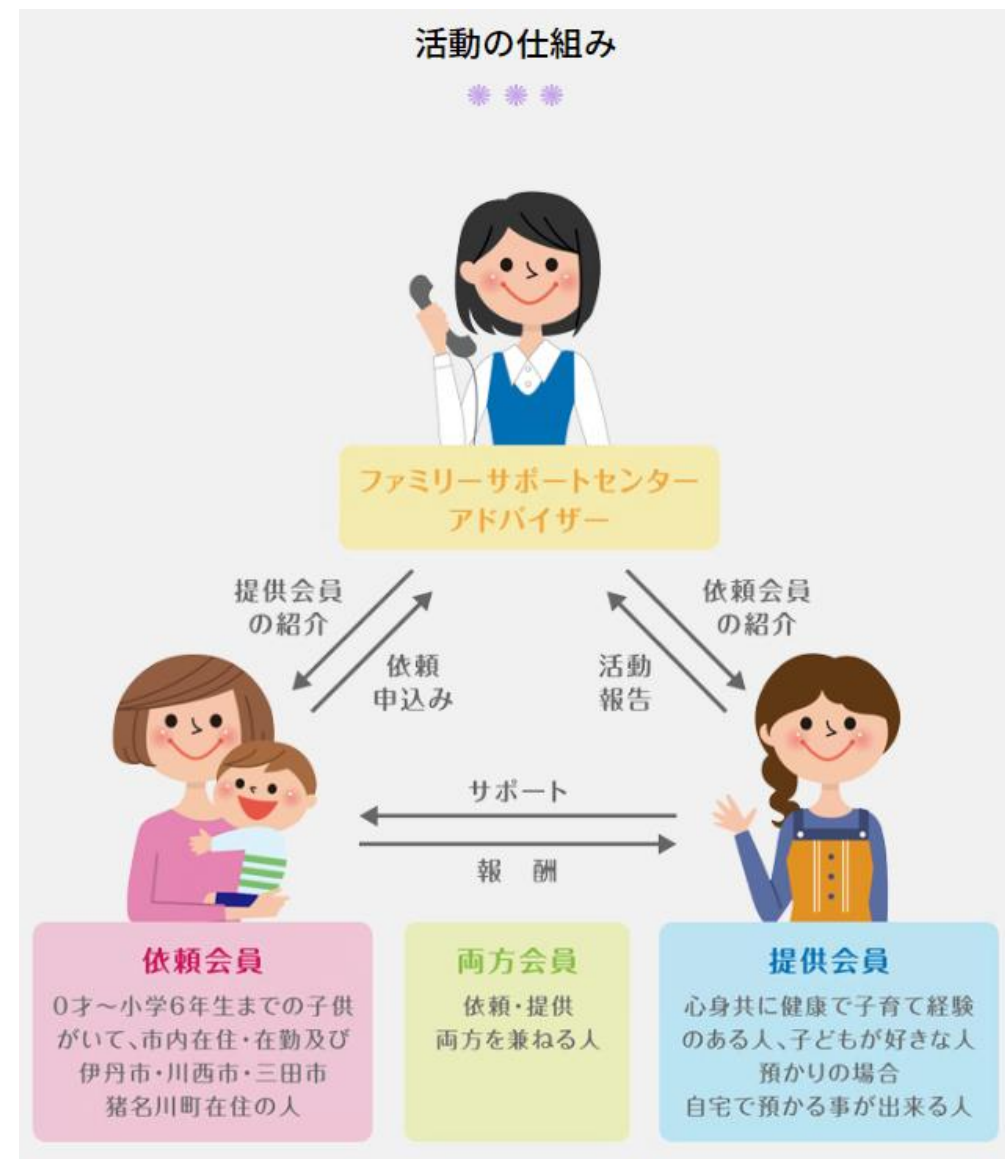 活動の仕組み
ファミリーサポートセンター
アドバイザー
提供会員
の紹介
依頼
申込み
依頼会員
の紹介
活動
報告
サポート
報 酬
依頼会員
0才～小学6年生までの子供
がいて、市内在住・在勤及び
伊丹市・川西市・三田市
猪名川町在住の人
両方会員
依頼・提供
両方を兼ねる人
提供会員
心身共に健康で子育て経験
のある人、子どもが好きな人
預かりの場合
自宅で預かる事が出来る人